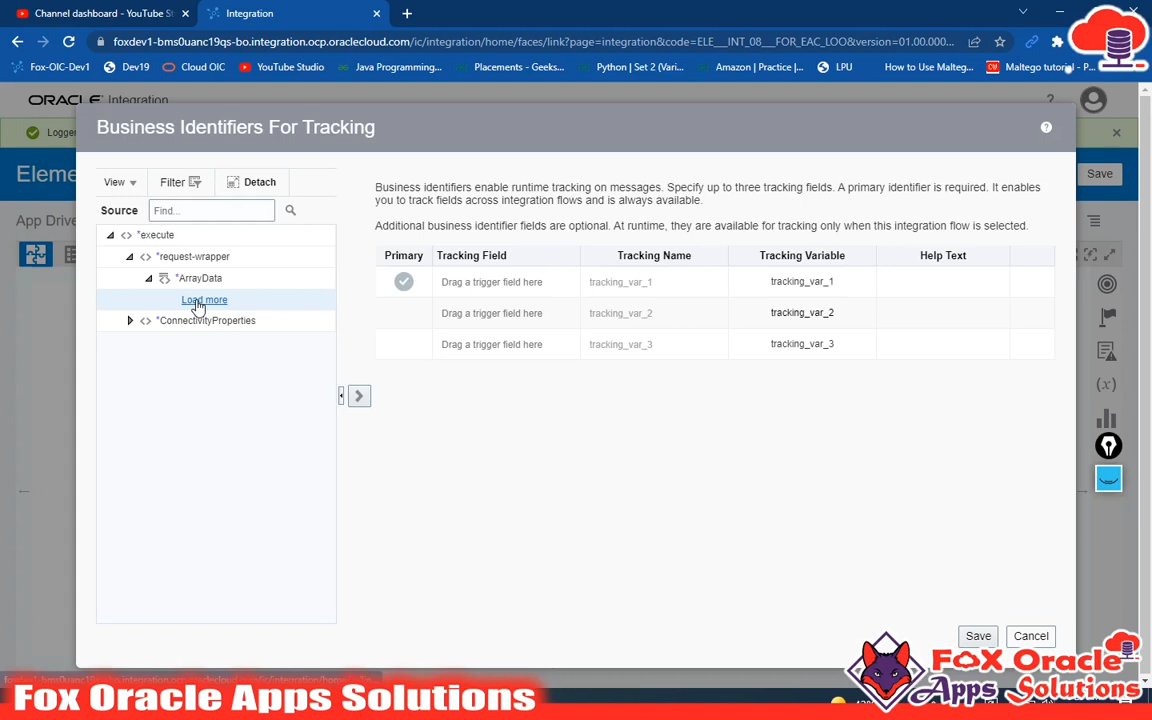 Channel dashboard - YouTube St
Integration
foxdev1-bms0uanc19qs-bo.integration.ocp.oraclecloud.com/ic/integration/home/faces/link?page=integration&code=ELE__INT_08___FOR_EAC_LOO&version=01.00.000...
Fox-OIC-Dev1
Dev19
Cloud OIC
YouTube Studio
Java Programming...
Placements - Geeks...
Python | Set 2 (Vari...
Amazon | Practice |...
LPU
How to Use Malteg...
Maltego tutorial - P...
ORACLE Integration
Logge
Eleme
Save
App Drive
Business Identifiers For Tracking
View
Filter
Detach
Source
Find...
*execute
*request-wrapper
*ArrayData
Load more
*ConnectivityProperties
Business identifiers enable runtime tracking on messages. Specify up to three tracking fields. A primary identifier is required. It enables
you to track fields across integration flows and is always available.
Additional business identifier fields are optional. At runtime, they are available for tracking only when this integration flow is selected.
Primary Tracking Field Tracking Name Tracking Variable Help Text
Drag a trigger field here tracking_var_1 tracking_var_1
Drag a trigger field here tracking_var_2 tracking_var_2
Drag a trigger field here tracking_var_3 tracking_var_3
(x)
Save Cancel
Fox Oracle Apps Solutions
Fox Oracle
Apps Solutions